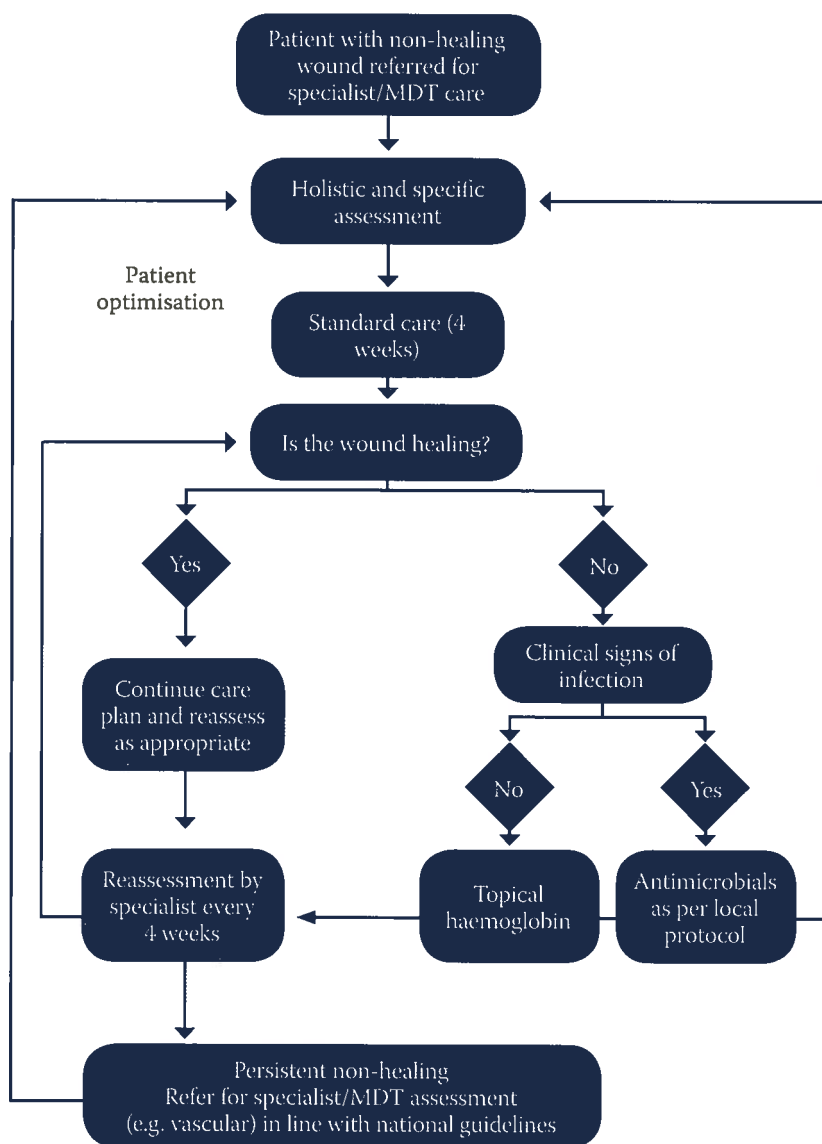 Patient with non-healing
wound referred for
specialist/MDT care
Holistic and specific
assessment
Patient
optimisation
Standard care (4
weeks)
Is the wound healing?
Yes
No
Clinical signs of
infection
Continue care
plan and reassess
as appropriate
No
Yes
Reassessment by
specialist every
4 weeks
Topical
haemoglobin
Antimicrobials
as per local
protocol
Persistent non-healing
Refer for specialist/MDT assessment
(e.g. vascular) in line with national guidelines